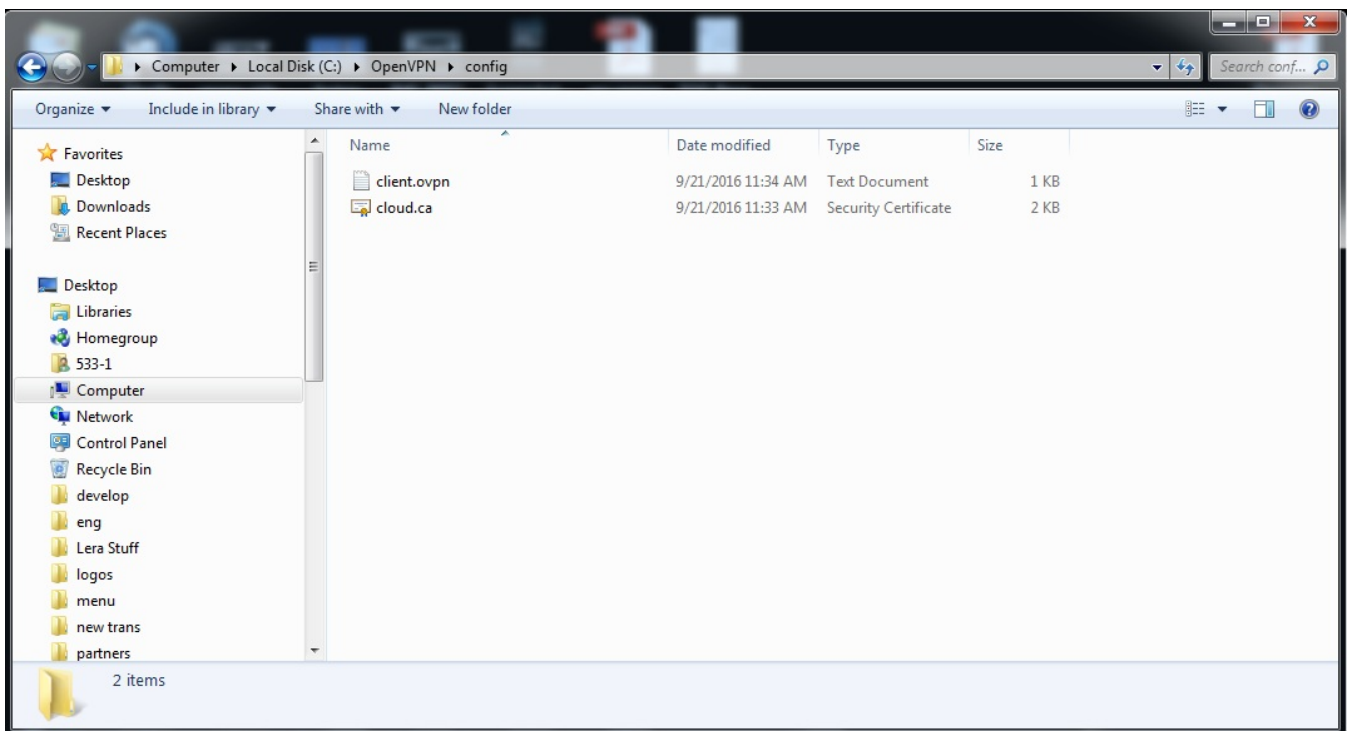 Computer Local Disk (C:) OpenVPN config
Search conf...
Organize Include in library Share with New folder
Favorites
Desktop
Downloads
Recent Places
Desktop
Libraries
Homegroup
533-1
Computer
Network
Control Panel
Recycle Bin
develop
eng
Lera Stuff
logos
menu
new trans
partners
Name Date modified Type Size
client.ovpn 9/21/2016 11:34 AM Text Document 1 KB
cloud.ca 9/21/2016 11:33 AM Security Certificate 2 KB
2 items